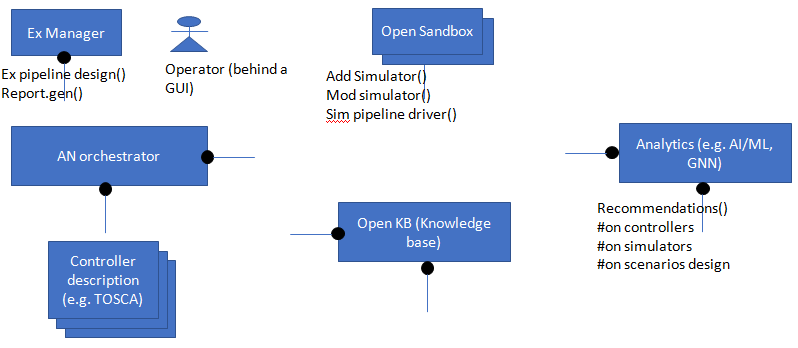 Ex Manager
Ex pipeline design()
Report.gen()
Operator (behind a
GUI)
Open Sandbox
Add Simulator()
Mod simulator()
Sim pipeline driver()
AN orchestrator
Analytics (e.g. AI/ML,
GNN)
Recommendations()
#on controllers
#on simulators
#on scenarios design
Open KB (Knowledge
base)
Controller
description
(e.g. TOSCA)